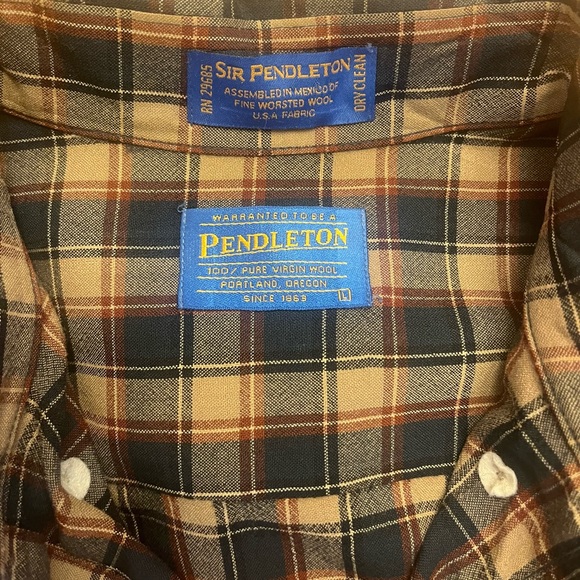 RN 29685
SIR PENDLETON
ASSEMBLED IN MEXICO OF
FINE WORSTED WOOL
U.S.A FABRIC
DRY CLEAN
WARRANTED TO BE A
PENDLETON
100% PURE VIRGIN WOOL
PORTLAND, OREGON
SINCE 1863
L